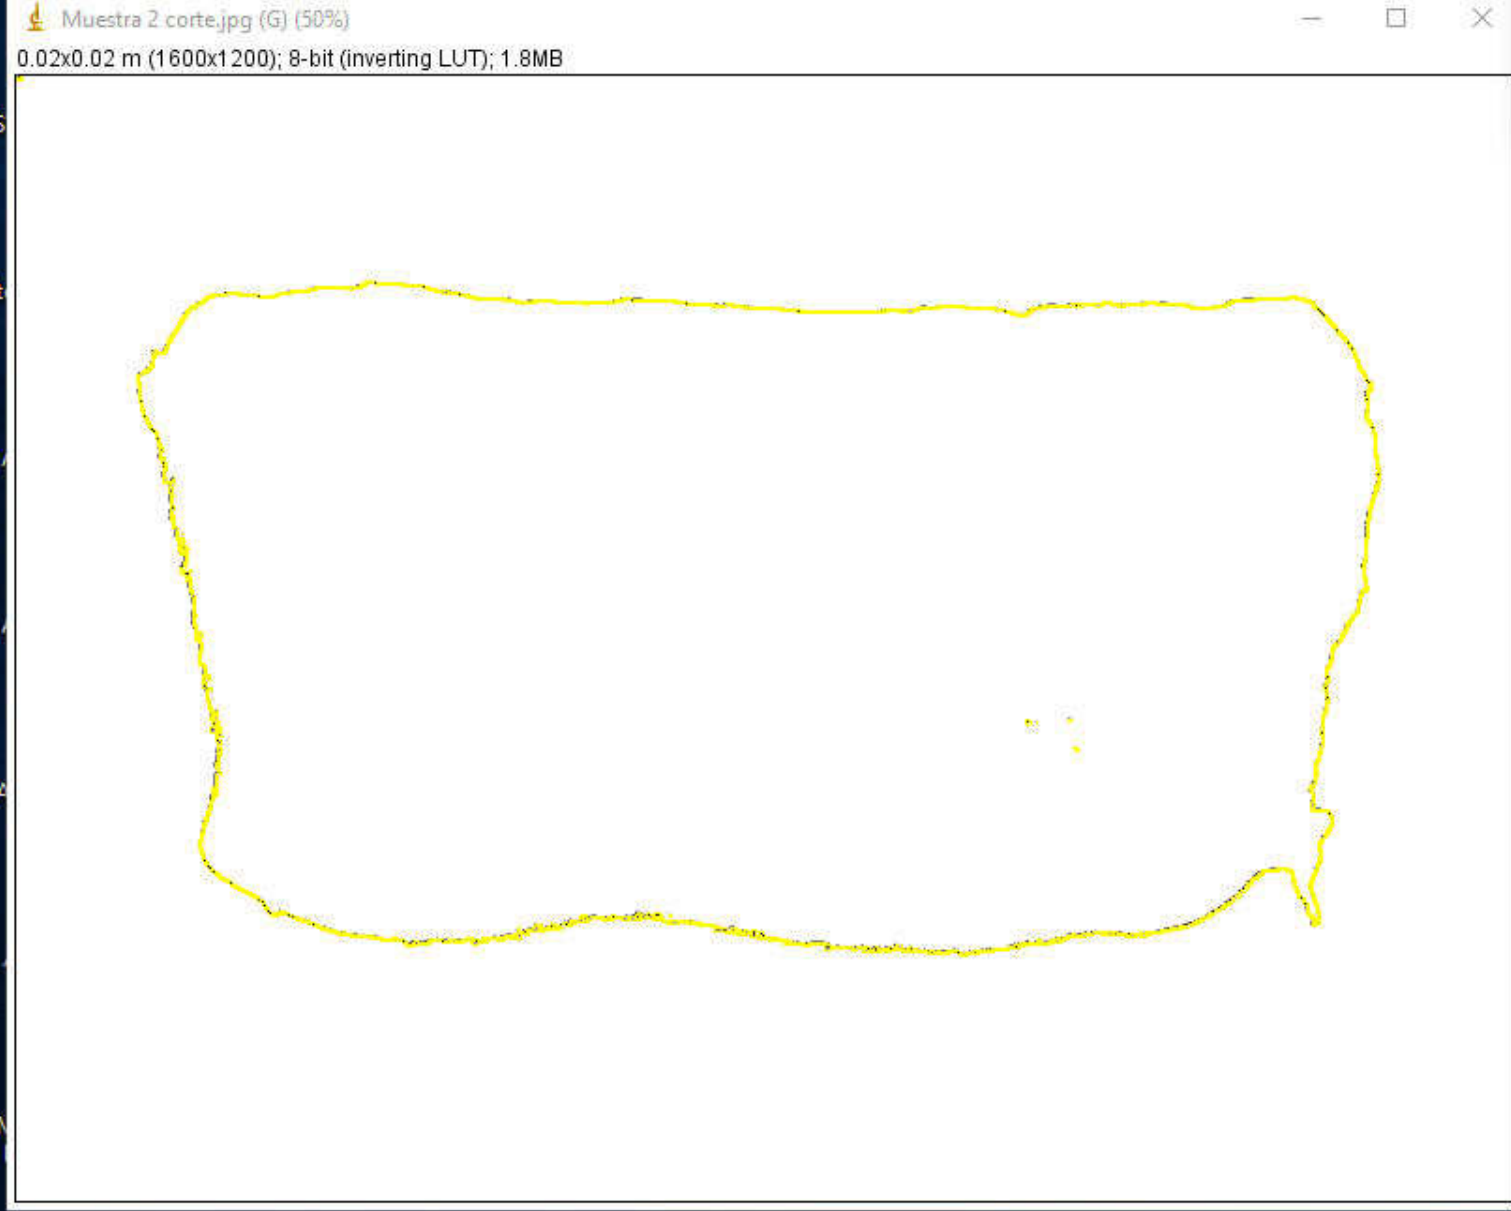 Muestra 2 corte.jpg (G) (50%)
0.02x0.02 m (1600x1200); 8-bit (inverting LUT); 1.8MB